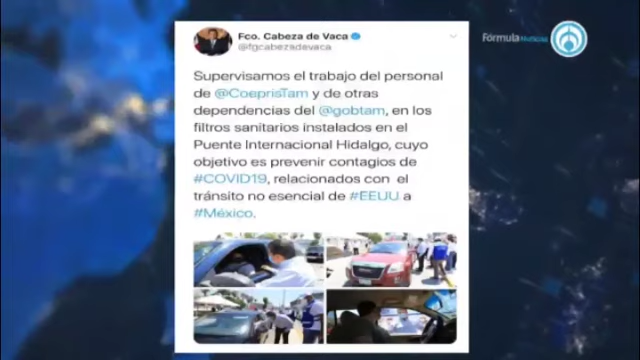 Fco. Cabeza de Vaca
@fgcabezadevaca
Fórmula Noticias
Supervisamos el trabajo del personal
de @CoeprisTam y de otras
dependencias del @gobtam, en los
filtros sanitarios instalados en el
Puente Internacional Hidalgo, cuyo
objetivo es prevenir contagios de
#COVID19, relacionados con el
tránsito no esencial de #EEUU a
#México.